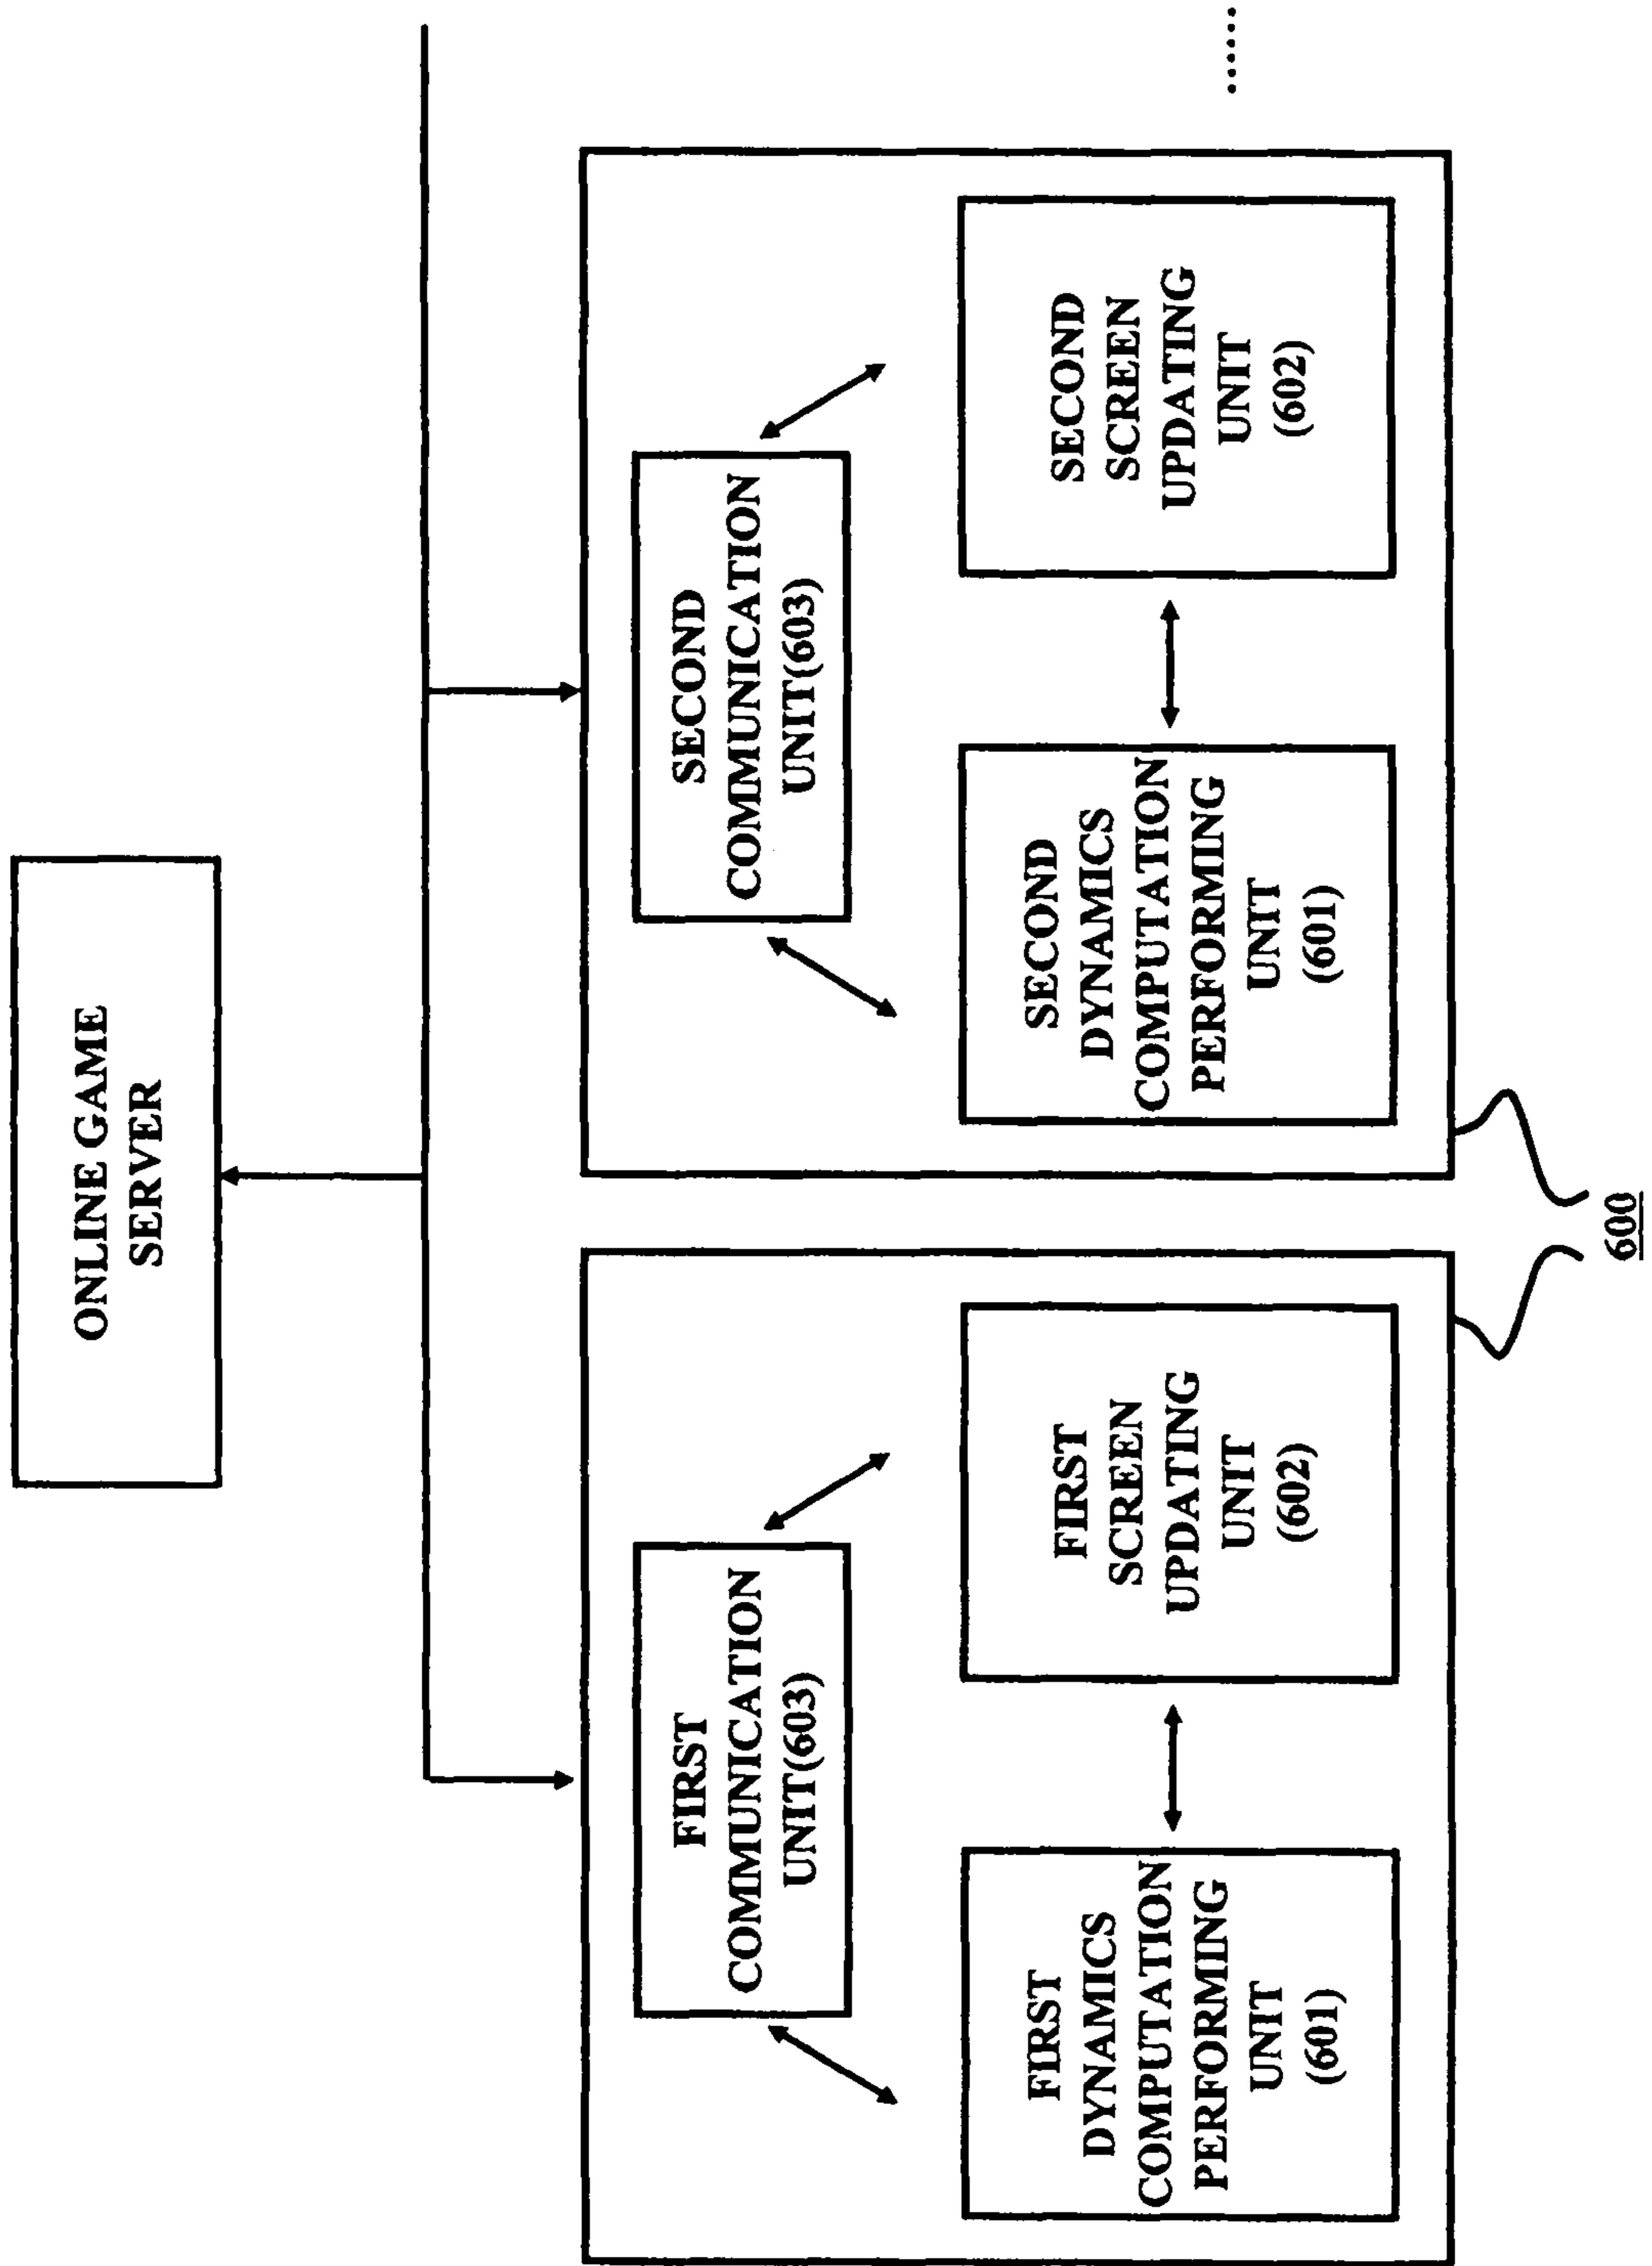 ONLINE GAME
SERVER
FIRST
COMMUNICATION
UNIT(603)
FIRST
DYNAMICS
COMPUTATION
PERFORMING
UNIT
(601)
FIRST
SCREEN
UPDATING
UNIT
(602)
SECOND
COMMUNICATION
UNIT(603)
SECOND
DYNAMICS
COMPUTATION
PERFORMING
UNIT
(601)
SECOND
SCREEN
UPDATING
UNIT
(602)
......
600